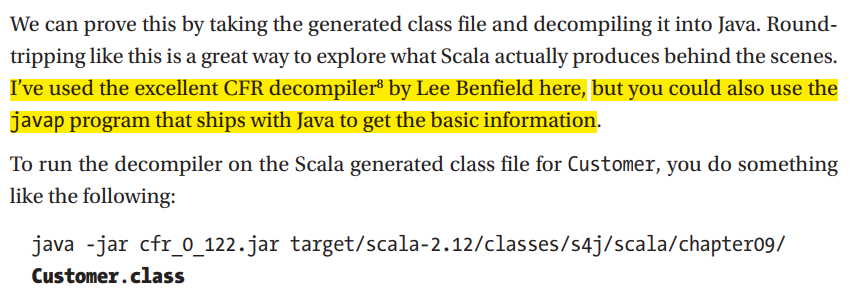 We can prove this by taking the generated class file and decompiling it into Java. Round-
tripping like this is a great way to explore what Scala actually produces behind the scenes.
I've used the excellent CFR decompiler⁸ by Lee Benfield here, but you could also use the
javap program that ships with Java to get the basic information.
To run the decompiler on the Scala generated class file for Customer, you do something
like the following:
java -jar cfr_0_122.jar target/scala-2.12/classes/s4j/scala/chapter09/
Customer.class